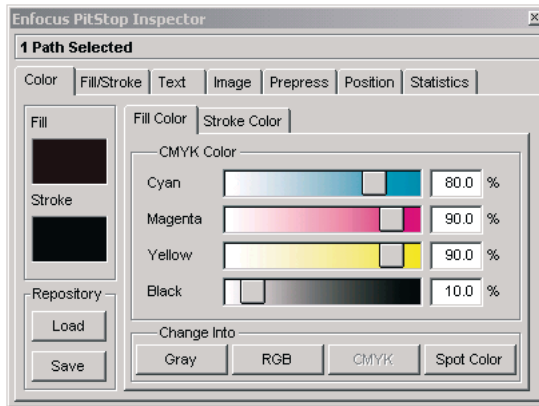 Enfocus PitStop Inspector
1 Path Selected
Color Fill/Stroke Text Image Prepress Position Statistics
Fill
Stroke
Repository
Load
Save
Fill Color Stroke Color
CMYK Color
Cyan 80.0 %
Magenta 90.0 %
Yellow 90.0 %
Black 10.0 %
Change Into
Gray RGB CMYK Spot Color